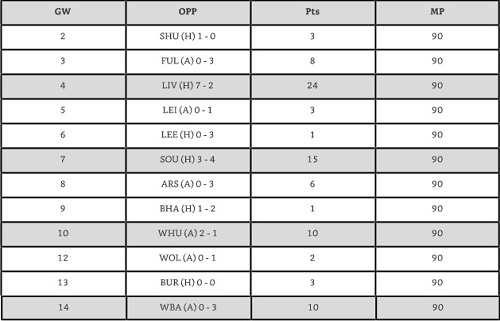 GW OPP Pts MP
2 SHU (H) 1 - 0 3 90
3 FUL (A) 0 - 3 8 90
4 LIV (H) 7 - 2 24 90
5 LEI (A) 0 - 1 3 90
6 LEE (H) 0 - 3 1 90
7 SOU (H) 3 - 4 15 90
8 ARS (A) 0 - 3 6 90
9 BHA (H) 1 - 2 1 90
10 WHU (A) 2 - 1 10 90
12 WOL (A) 0 - 1 2 90
13 BUR (H) 0 - 0 3 90
14 WBA (A) 0 - 3 10 90